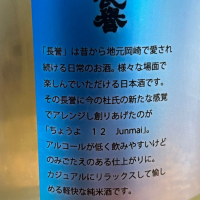 長誉
「長誉」は昔から地元岡崎で愛され
続ける日常のお酒。様々な場面で
楽しんでいただける日本酒です。
その長誉に今の杜氏の新たな感覚
でアレンジし創りあげたのが
「ちょうよ １２ Junmai」。
アルコールが低く飲みやすいけど
のみごたえのある仕上がりに。
カジュアルにリラックスして愉し
める軽快な純米酒です。